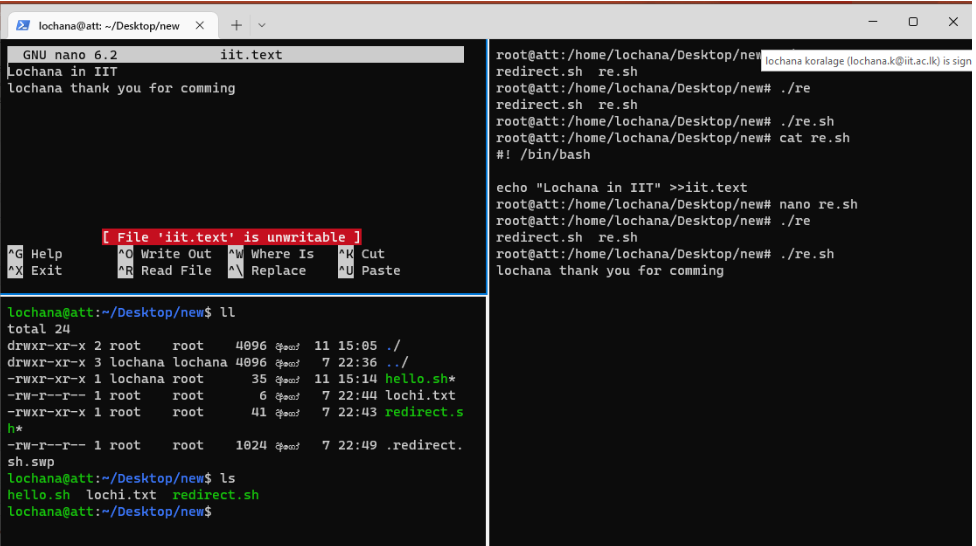 lochana@att: ~/Desktop/new
GNU nano 6.2 iit.text
Lochana in IIT
lochana thank you for comming
[ File 'iit.text' is unwritable ]
^G Help ^O Write Out ^W Where Is ^K Cut
^X Exit ^R Read File ^\ Replace ^U Paste
lochana@att:~/Desktop/new$ ll
total 24
drwxr-xr-x 2 root root 4096 අගෝ 11 15:05 ./
drwxr-xr-x 3 lochana lochana 4096 අගෝ 7 22:36 ../
-rwxr-xr-x 1 lochana root 35 අගෝ 11 15:14 hello.sh*
-rw-r--r-- 1 root root 6 අගෝ 7 22:44 lochi.txt
-rwxr-xr-x 1 root root 41 අගෝ 7 22:43 redirect.s
h*
-rw-r--r-- 1 root root 1024 අගෝ 7 22:49 .redirect.
sh.swp
lochana@att:~/Desktop/new$ ls
hello.sh lochi.txt redirect.sh
lochana@att:~/Desktop/new$
root@att:/home/lochana/Desktop/new
lochana koralage (lochana.k@iit.ac.lk) is sign
redirect.sh re.sh
root@att:/home/lochana/Desktop/new# ./re
redirect.sh re.sh
root@att:/home/lochana/Desktop/new# ./re.sh
root@att:/home/lochana/Desktop/new# cat re.sh
#! /bin/bash
echo "Lochana in IIT" >>iit.text
root@att:/home/lochana/Desktop/new# nano re.sh
root@att:/home/lochana/Desktop/new# ./re
redirect.sh re.sh
root@att:/home/lochana/Desktop/new# ./re.sh
lochana thank you for comming